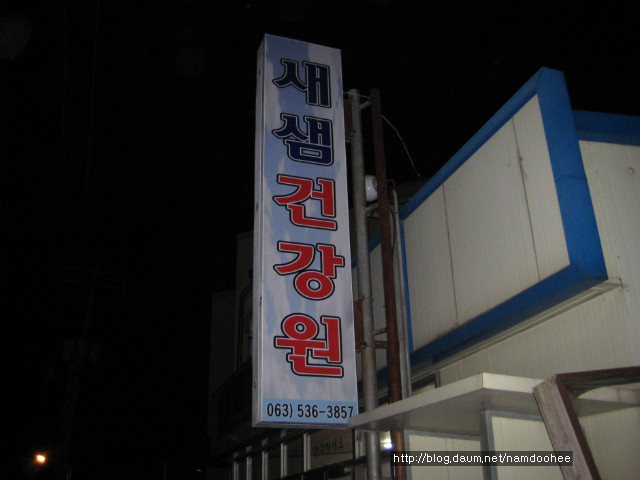 새샘건강원
063) 536-3857
http://blog.daum.net/namdoohee